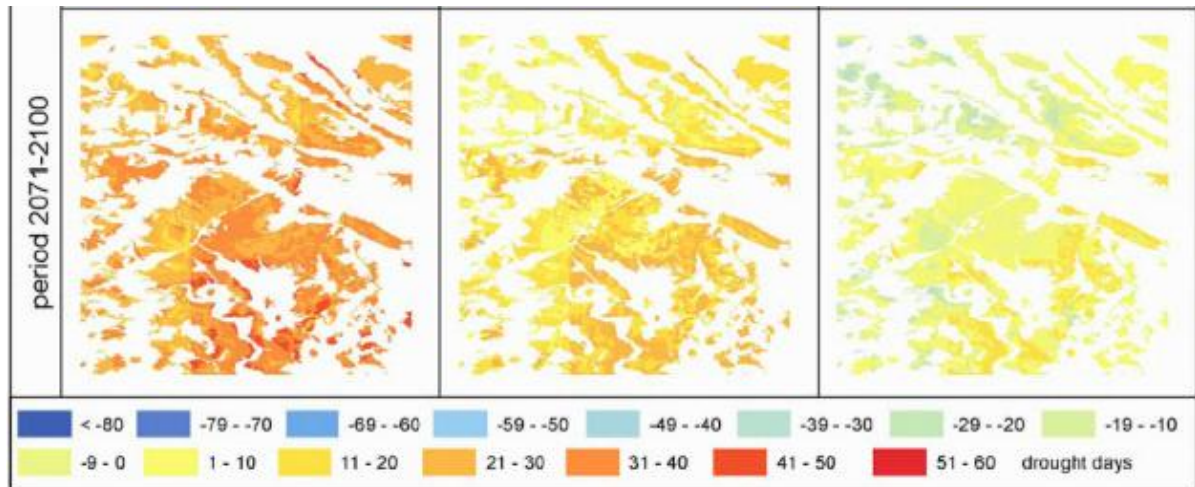 period 2071-2100
< -80 -79 - -70 -69 - -60 -59 - -50 -49 - -40 -39 - -30 -29 - -20 -19 - -10
-9 - 0 1 - 10 11 - 20 21 - 30 31 - 40 41 - 50 51 - 60 drought days